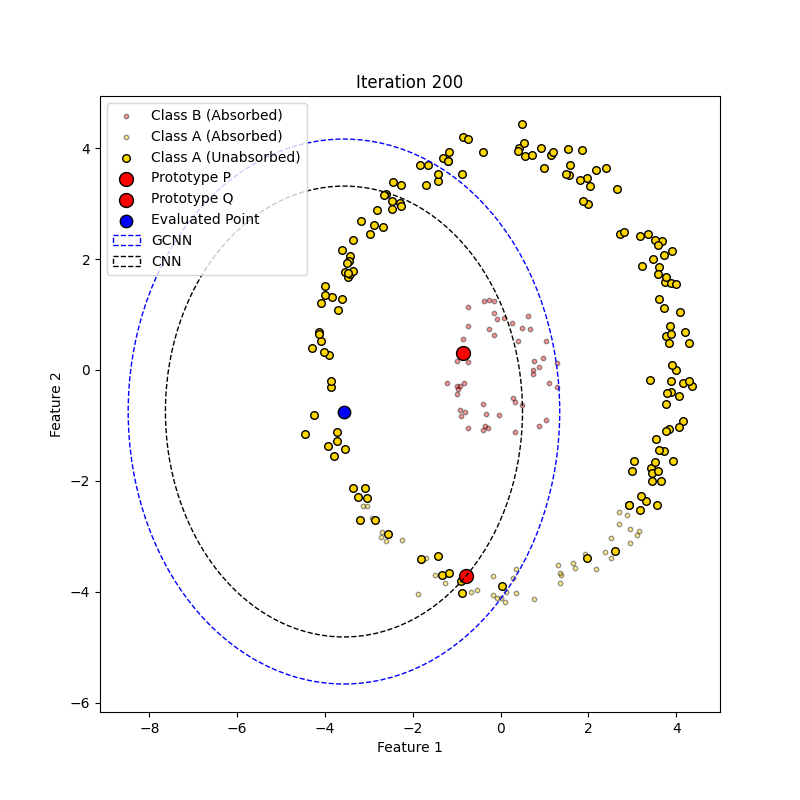 Iteration 200
Class B (Absorbed)
Class A (Absorbed)
Class A (Unabsorbed)
Prototype P
Prototype Q
Evaluated Point
GCNN
CNN
4
2
0
−2
−4
−6
Feature 2
−8
−6
−4
−2
0
2
4
Feature 1